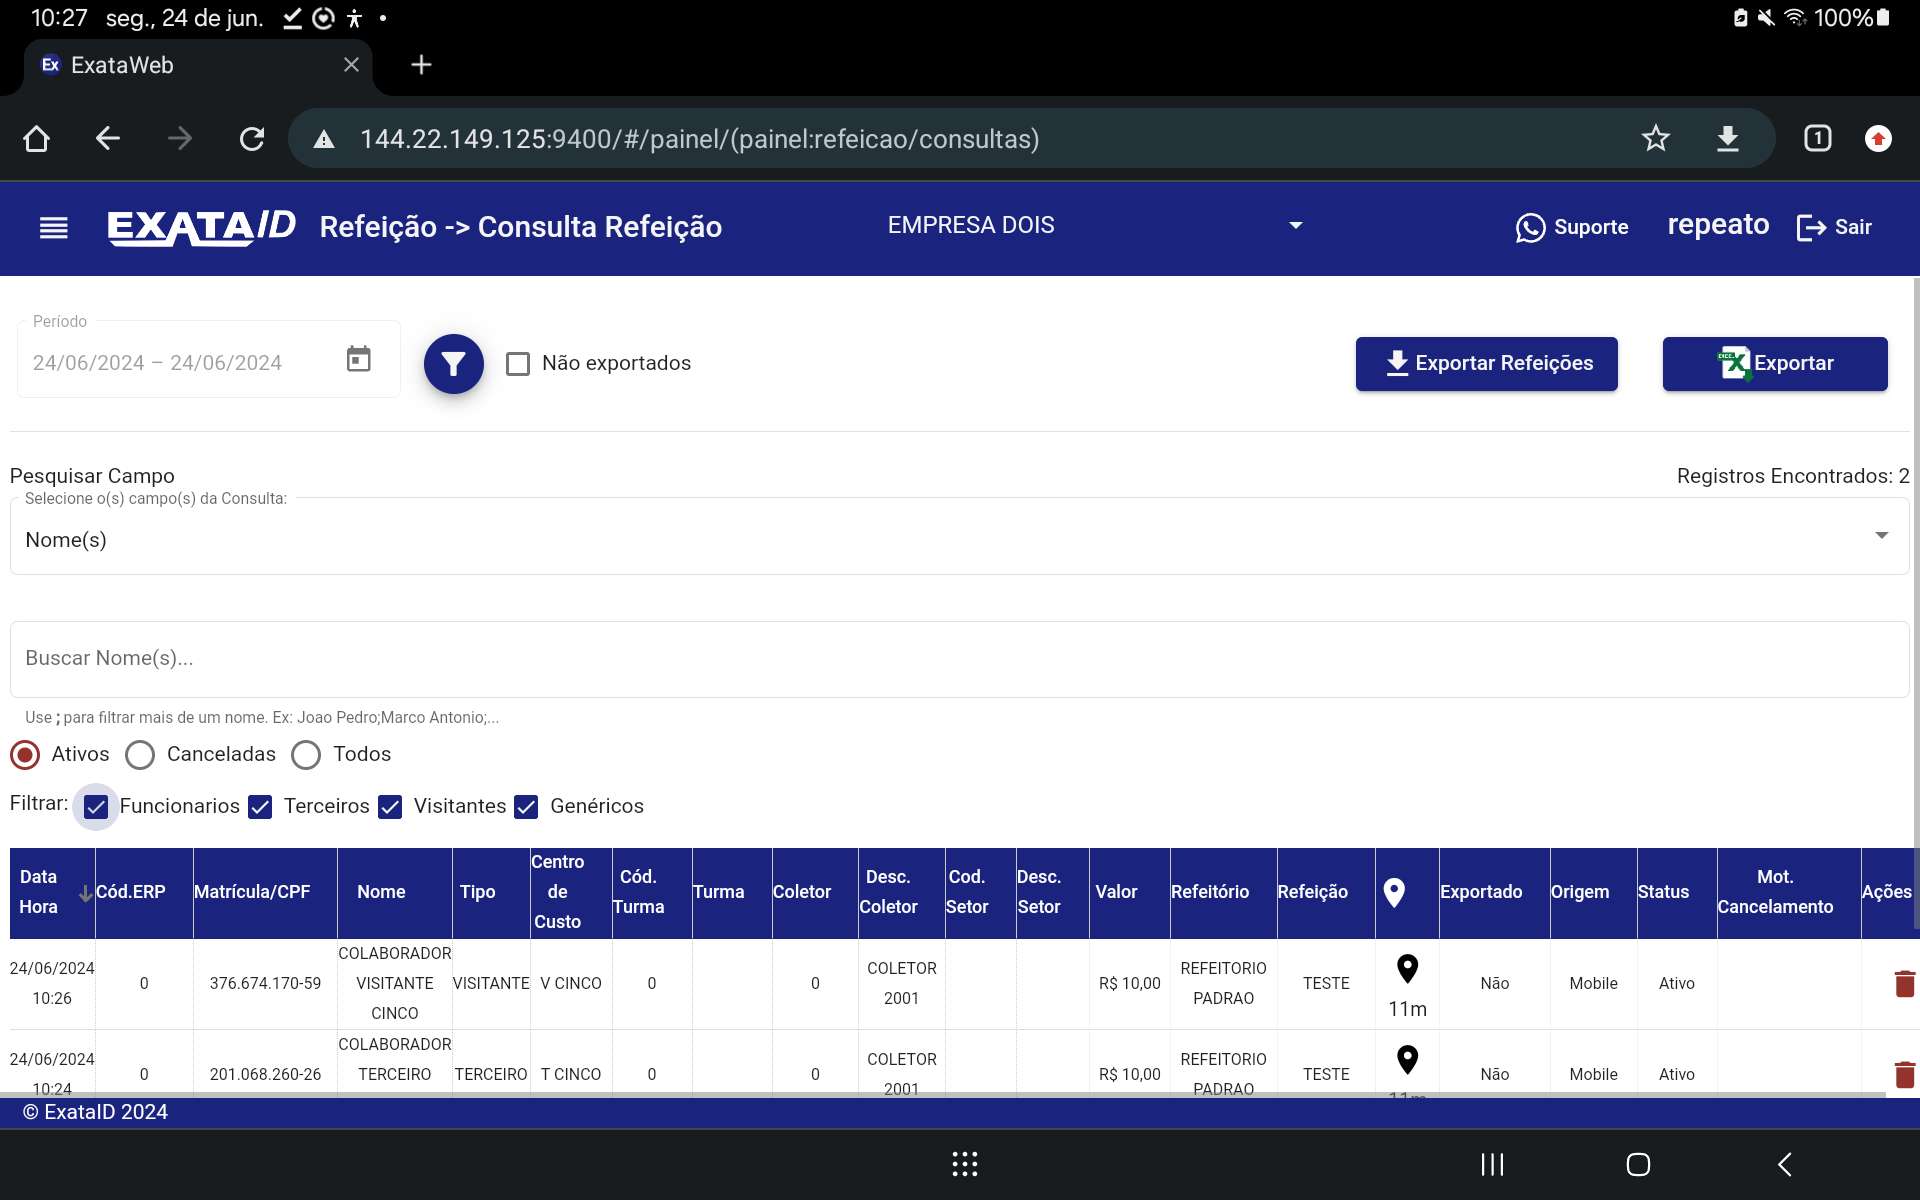 10:27 seg., 24 de jun.
100%
Ex ExataWeb
144.22.149.125:9400/#/painel/(painel:refeicao/consultas)
1
EXATA/ID Refeição -> Consulta Refeição EMPRESA DOIS Suporte repeato Sair
Período
24/06/2024 – 24/06/2024
Não exportados
Exportar Refeições
Exportar
Pesquisar Campo
Registros Encontrados: 2
Selecione o(s) campo(s) da Consulta:
Nome(s)
Buscar Nome(s)...
Use ; para filtrar mais de um nome. Ex: Joao Pedro;Marco Antonio;...
Ativos Canceladas Todos
Filtrar: Funcionarios Terceiros Visitantes Genéricos
Data Hora Cód.ERP Matrícula/CPF Nome Tipo Centro de Custo Cód. Turma Turma Coletor Desc. Coletor Cod. Setor Desc. Setor Valor Refeitório Refeição Exportado Origem Status Mot. Cancelamento Ações
24/06/2024 10:26 0 376.674.170-59 COLABORADOR VISITANTE CINCO VISITANTE V CINCO 0 0 COLETOR 2001 R$ 10,00 REFEITORIO PADRAO TESTE 11m Não Mobile Ativo
24/06/2024 10:24 0 201.068.260-26 COLABORADOR TERCEIRO TERCEIRO T CINCO 0 0 COLETOR 2001 R$ 10,00 REFEITORIO PADRAO TESTE 11m Não Mobile Ativo
© ExataID 2024